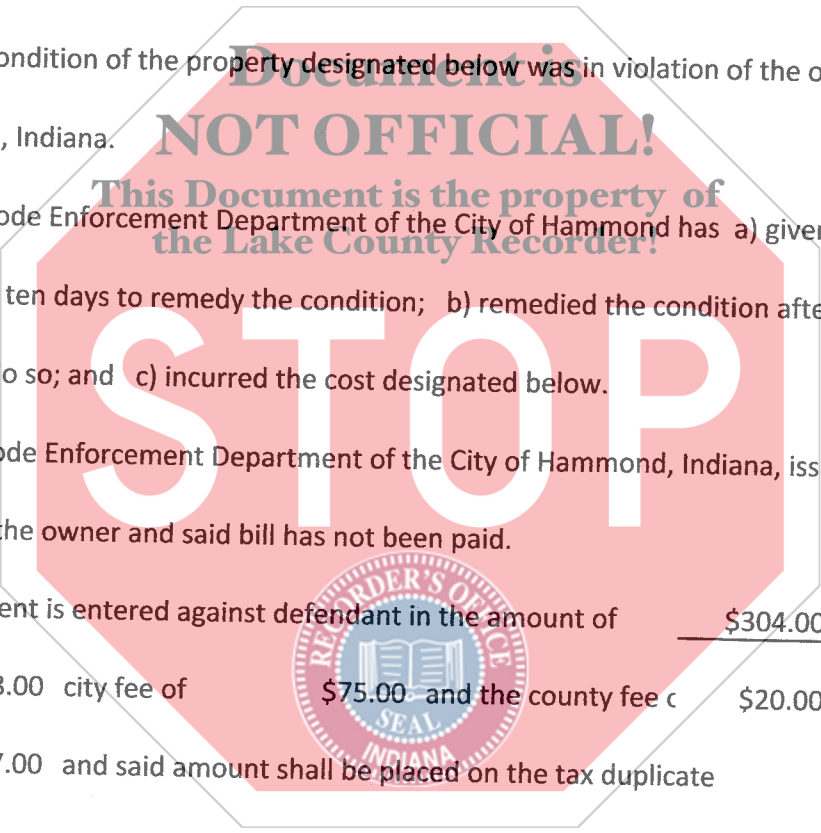 ondition of the property designated below was in violation of the o
Document is
, Indiana.
NOT OFFICIAL!
This Document is the property of
ode Enforcement Department of the City of Hammond has a) given
the Lake County Recorder!
ten days to remedy the condition; b) remedied the condition afte
STOP
o so; and c) incurred the cost designated below.
ode Enforcement Department of the City of Hammond, Indiana, iss
the owner and said bill has not been paid.
ent is entered against defendant in the amount of $304.00
3.00 city fee of $75.00 and the county fee c $20.00
7.00 and said amount shall be placed on the tax duplicate
RECORDER'S OFFICE
SEAL
INDIANA